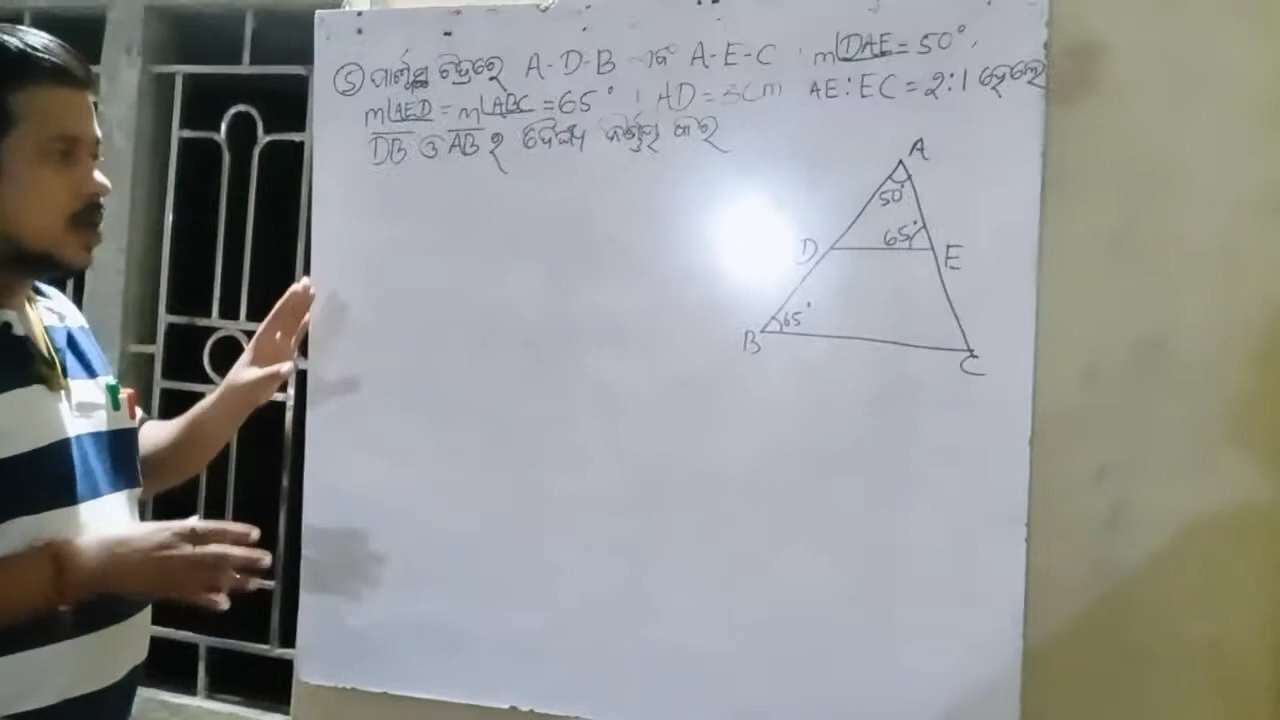 5 ପାର୍ଶ୍ୱସ୍ଥ ଚିତ୍ରରେ A-D-B ଏବଂ A-E-C । m∠DAE = 50°,
m∠AED = m∠ABC = 65° । AD = 3cm AE:EC = 2:1 ହେଲେ
DB ଓ AB ର ଦୈର୍ଘ୍ୟ ନିର୍ଣ୍ଣୟ କର
A
50°
65°
D
E
65°
B
C